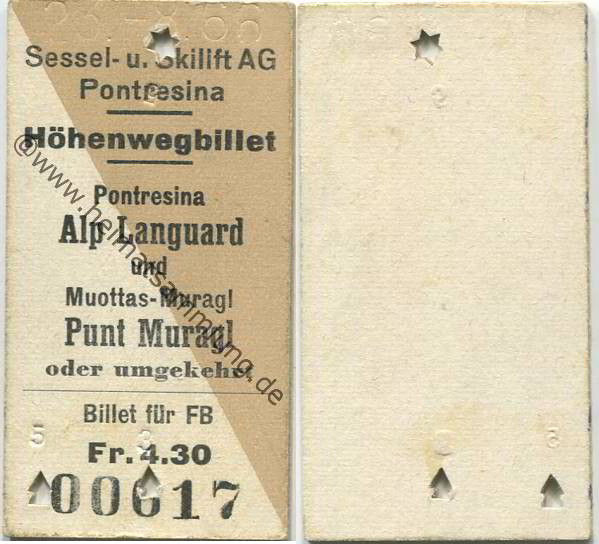 Sessel- u. Skilift AG
Pontresina
Höhenwegbillet
Pontresina
Alp Languard
und
Muottas-Muragl
Punt Muragl
oder umgekehrt
Billet für FB
Fr. 4.30
00617
@www.heimatsammlung.de